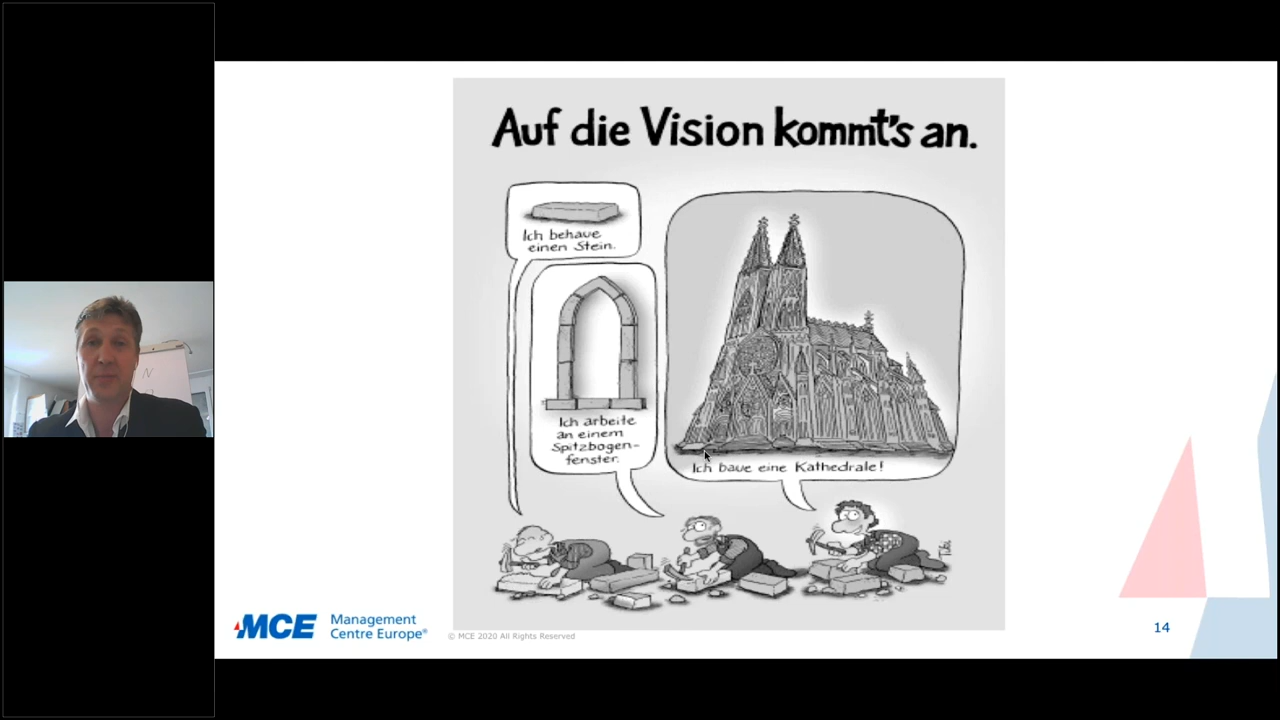 Auf die Vision kommt's an.
Ich behaue
einen Stein.
Ich arbeite
an einem
Spitzbogen-
fenster.
Ich baue eine Kathedrale!
Tibi
N
MCE
Management
Centre Europe®
© MCE 2020 All Rights Reserved
14